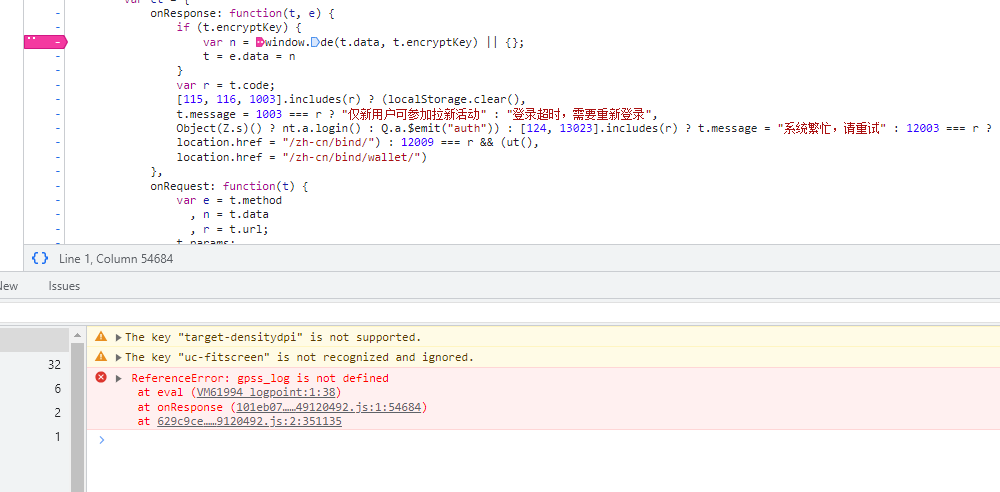 onResponse: function(t, e) {
if (t.encryptKey) {
var n = window.de(t.data, t.encryptKey) || {};
t = e.data = n
}
var r = t.code;
[115, 116, 1003].includes(r) ? (localStorage.clear(),
t.message = 1003 === r ? "仅新用户可参加拉新活动" : "登录超时，需要重新登录",
Object(Z.s)() ? nt.a.login() : Q.a.$emit("auth")) : [124, 13023].includes(r) ? t.message = "系统繁忙，请重试" : 12003 === r ?
location.href = "/zh-cn/bind/") : 12009 === r && (ut(),
location.href = "/zh-cn/bind/wallet/")
},
onRequest: function(t) {
var e = t.method
, n = t.data
, r = t.url;
t.params;
{} Line 1, Column 54684
New Issues
The key "target-densitydpi" is not supported.
The key "uc-fitscreen" is not recognized and ignored.
32
ReferenceError: gpss_log is not defined
6
at eval (VM61994 logpoint:1:38)
at onResponse (101eb07……49120492.js:1:54684)
2
at 629c9ce……9120492.js:2:351135
1